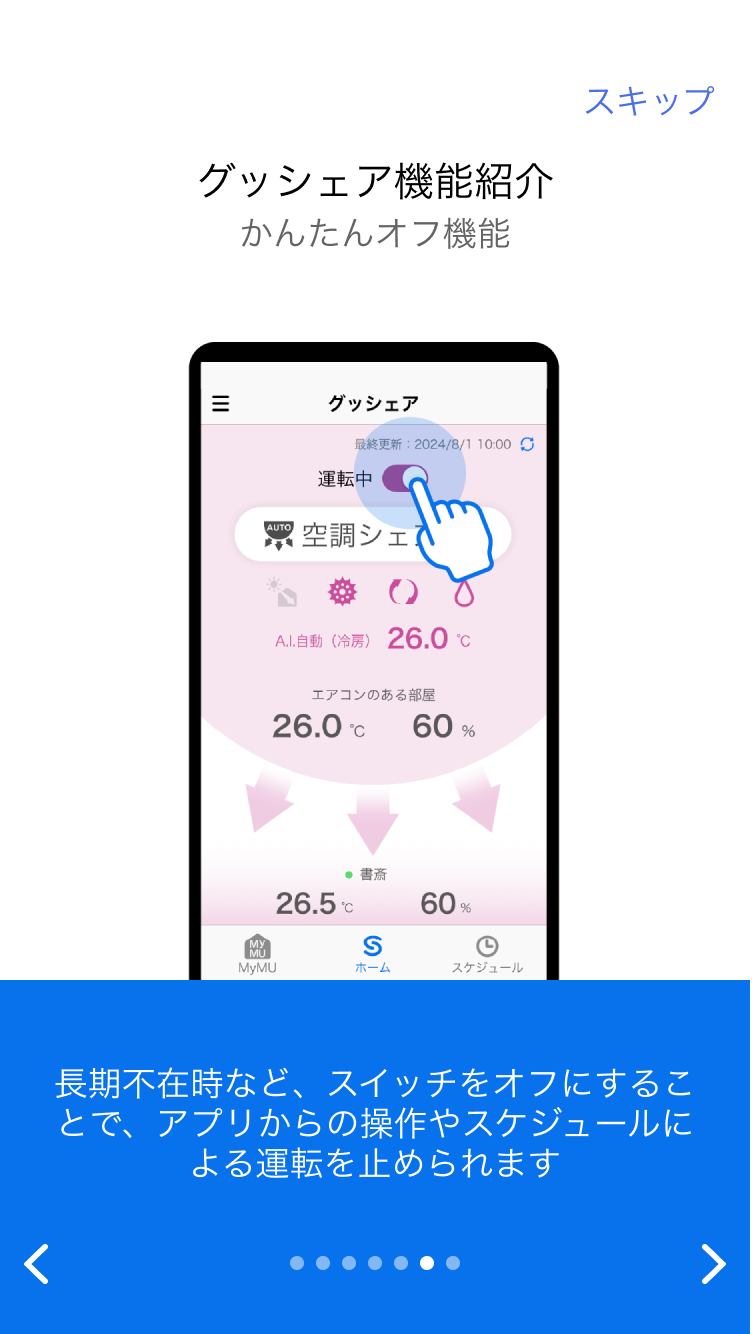 スキップ
グッシェア機能紹介
かんたんオフ機能
グッシェア
最終更新：2024/8/1 10:00
運転中
AUTO 空調シェ
A.I.自動（冷房） 26.0 ℃
エアコンのある部屋
26.0 ℃ 60 %
書斎
26.5 ℃ 60 %
MY MU
MyMU ホーム スケジュール
長期不在時など、スイッチをオフにするこ
とで、アプリからの操作やスケジュールに
よる運転を止められます